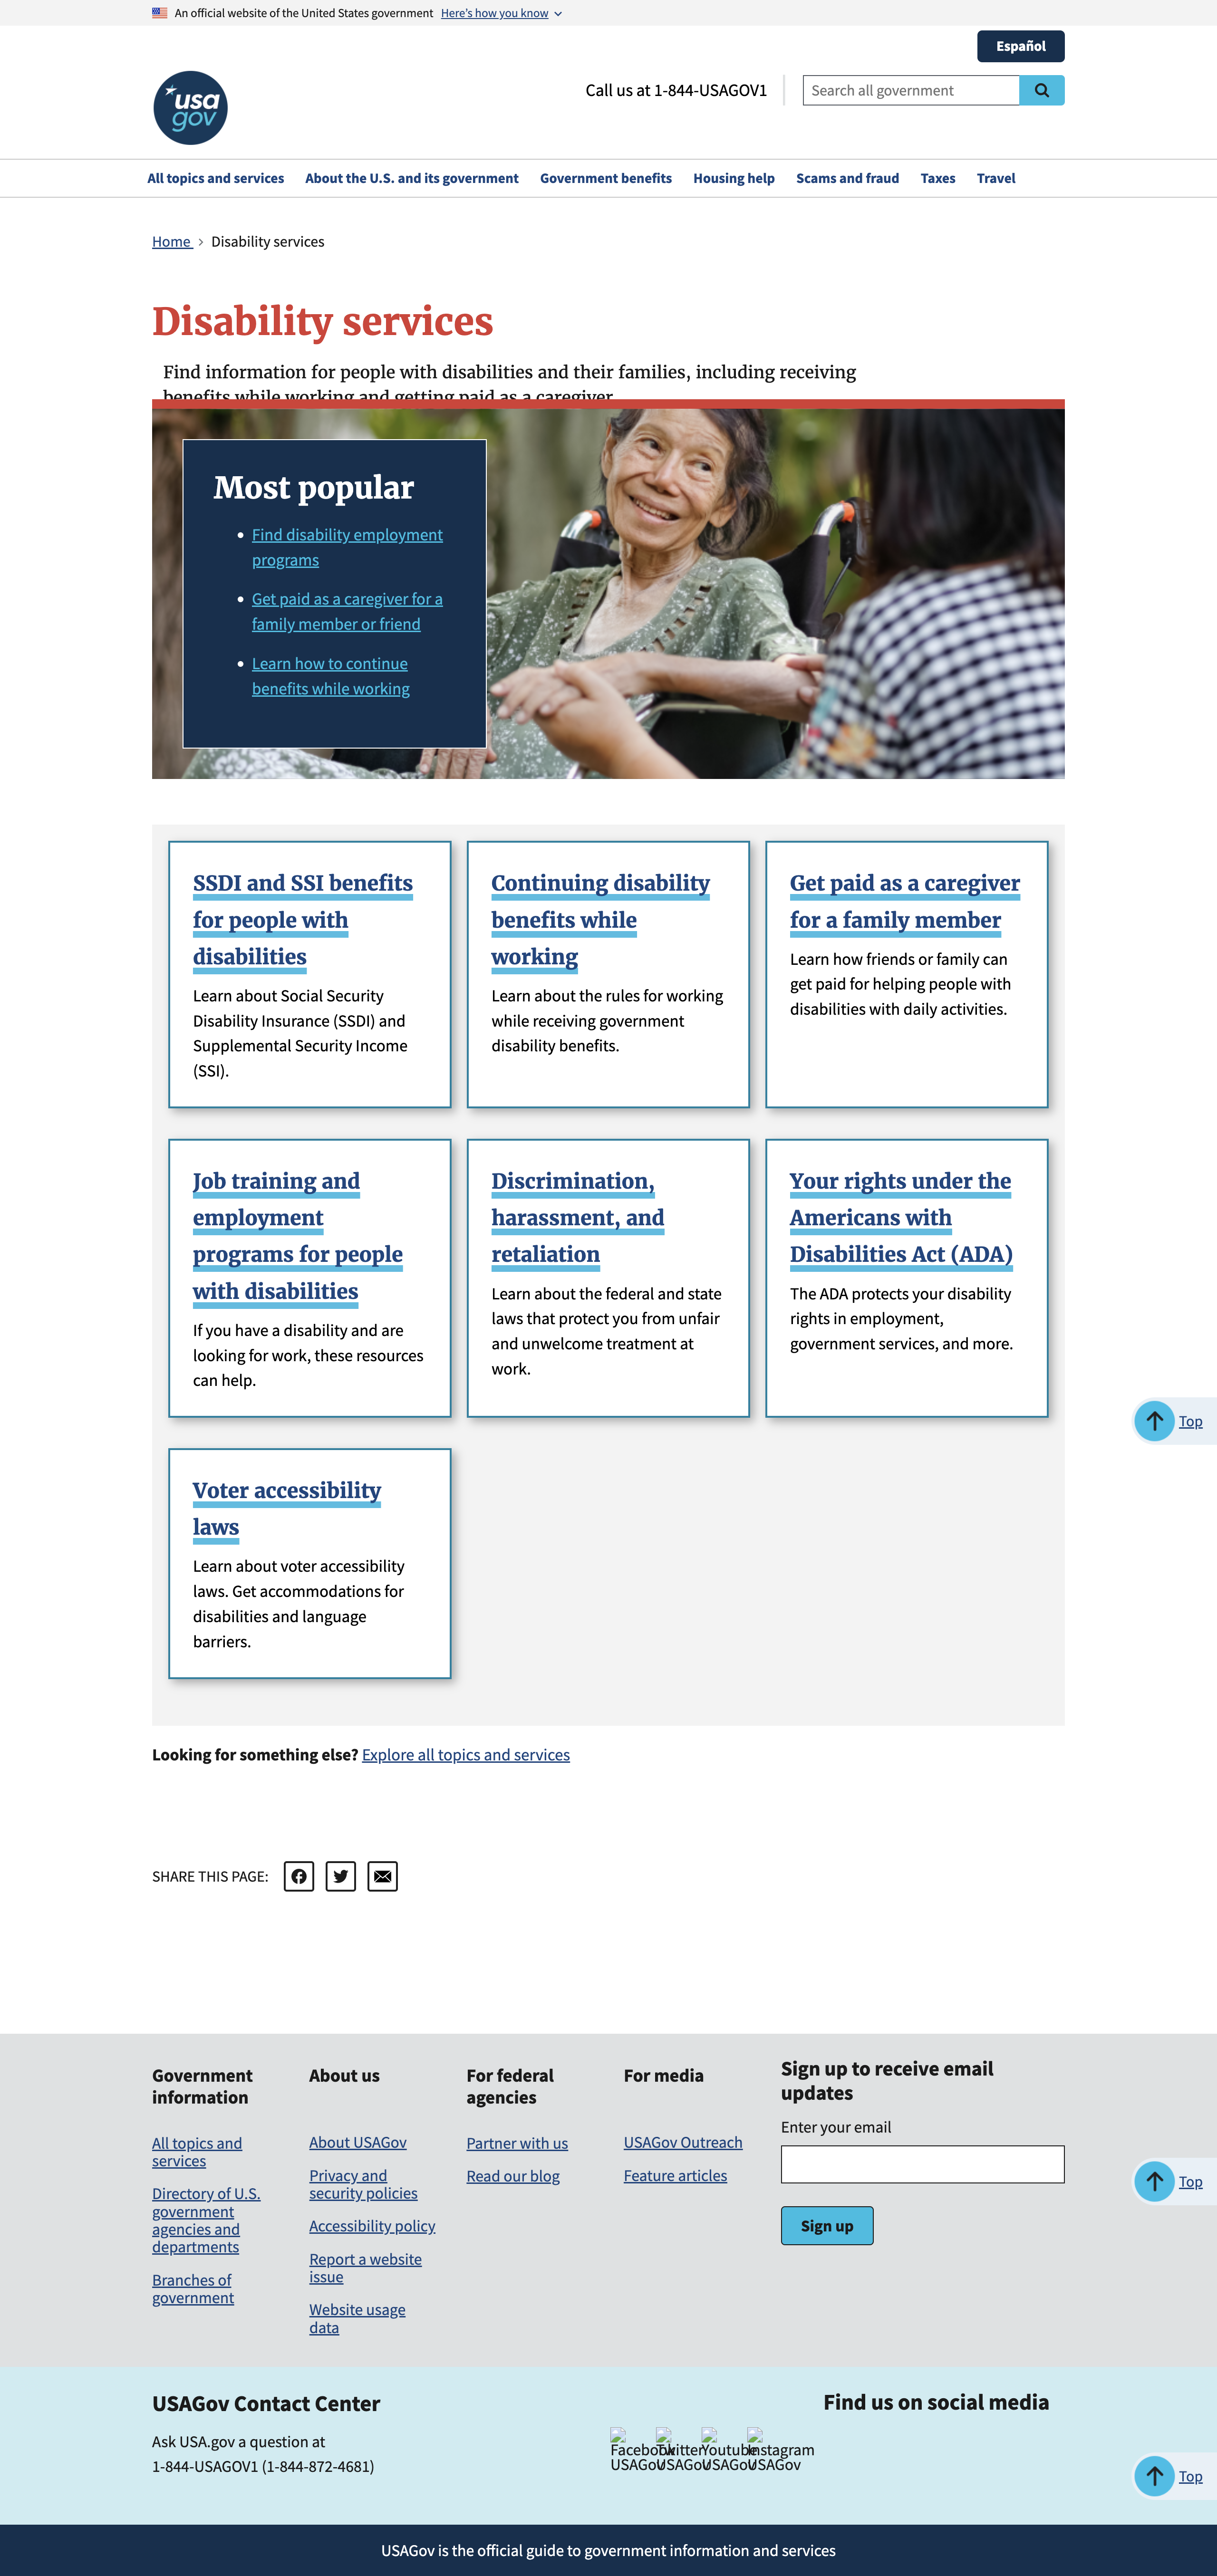 An official website of the United States government Here's how you know
Español
usa
gov
Call us at 1-844-USAGOV1
Search all government
All topics and services About the U.S. and its government Government benefits Housing help Scams and fraud Taxes Travel
Home Disability services
Disability services
Find information for people with disabilities and their families, including receiving
benefits while working and getting paid as a caregiver
Most popular
Find disability employment
programs
Get paid as a caregiver for a
family member or friend
Learn how to continue
benefits while working
SSDI and SSI benefits
for people with
disabilities
Learn about Social Security
Disability Insurance (SSDI) and
Supplemental Security Income
(SSI).
Continuing disability
benefits while
working
Learn about the rules for working
while receiving government
disability benefits.
Get paid as a caregiver
for a family member
Learn how friends or family can
get paid for helping people with
disabilities with daily activities.
Job training and
employment
programs for people
with disabilities
If you have a disability and are
looking for work, these resources
can help.
Discrimination,
harassment, and
retaliation
Learn about the federal and state
laws that protect you from unfair
and unwelcome treatment at
work.
Your rights under the
Americans with
Disabilities Act (ADA)
The ADA protects your disability
rights in employment,
government services, and more.
Top
Voter accessibility
laws
Learn about voter accessibility
laws. Get accommodations for
disabilities and language
barriers.
Looking for something else? Explore all topics and services
SHARE THIS PAGE:
Government
information
All topics and
services
Directory of U.S.
government
agencies and
departments
Branches of
government
About us
About USAGov
Privacy and
security policies
Accessibility policy
Report a website
issue
Website usage
data
For federal
agencies
Partner with us
Read our blog
For media
USAGov Outreach
Feature articles
Sign up to receive email
updates
Enter your email
Sign up
Top
USAGov Contact Center
Ask USA.gov a question at
1-844-USAGOV1 (1-844-872-4681)
Find us on social media
Facebook
USAGov
Twitter
USAGov
Youtube
USAGov
Instagram
USAGov
Top
USAGov is the official guide to government information and services